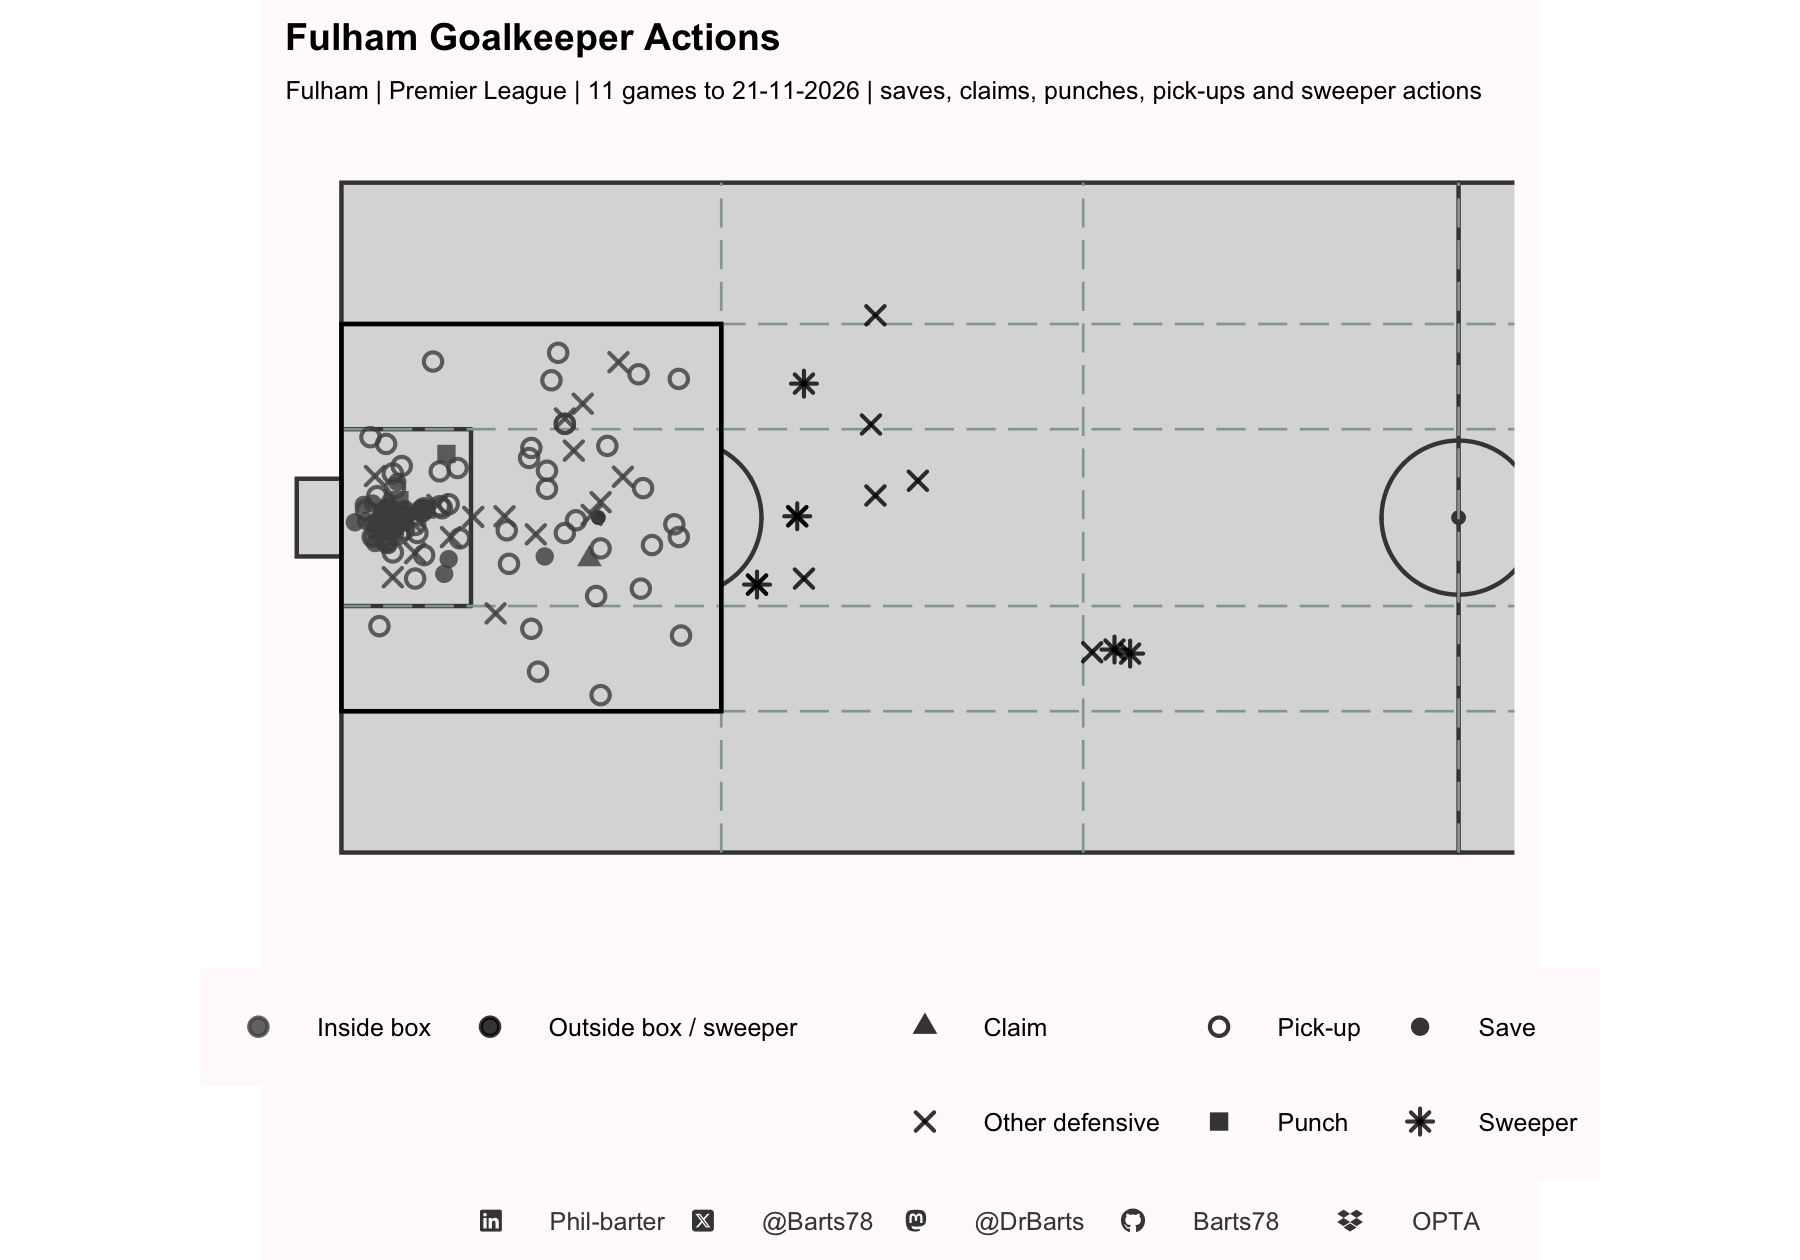 Fulham Goalkeeper Actions
Fulham | Premier League | 11 games to 21-11-2026 | saves, claims, punches, pick-ups and sweeper actions
Inside box
Outside box / sweeper
Claim
Pick-up
Save
Other defensive
Punch
Sweeper
Phil-barter
@Barts78
@DrBarts
Barts78
OPTA